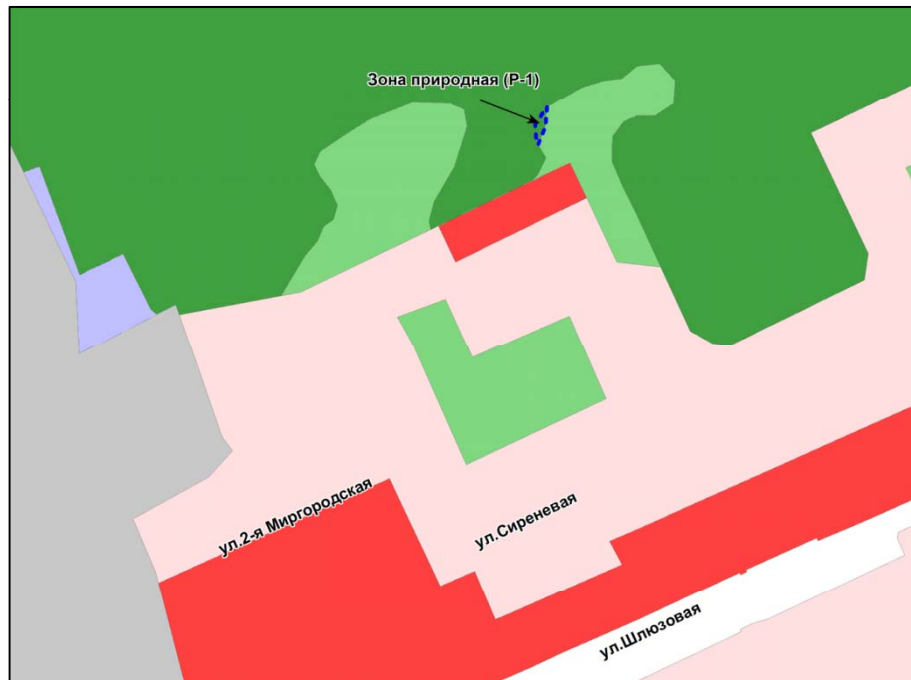 Зона природная (Р-1)
ул.2-я Миргородская
ул.Сиреневая
ул.Шлюзовая